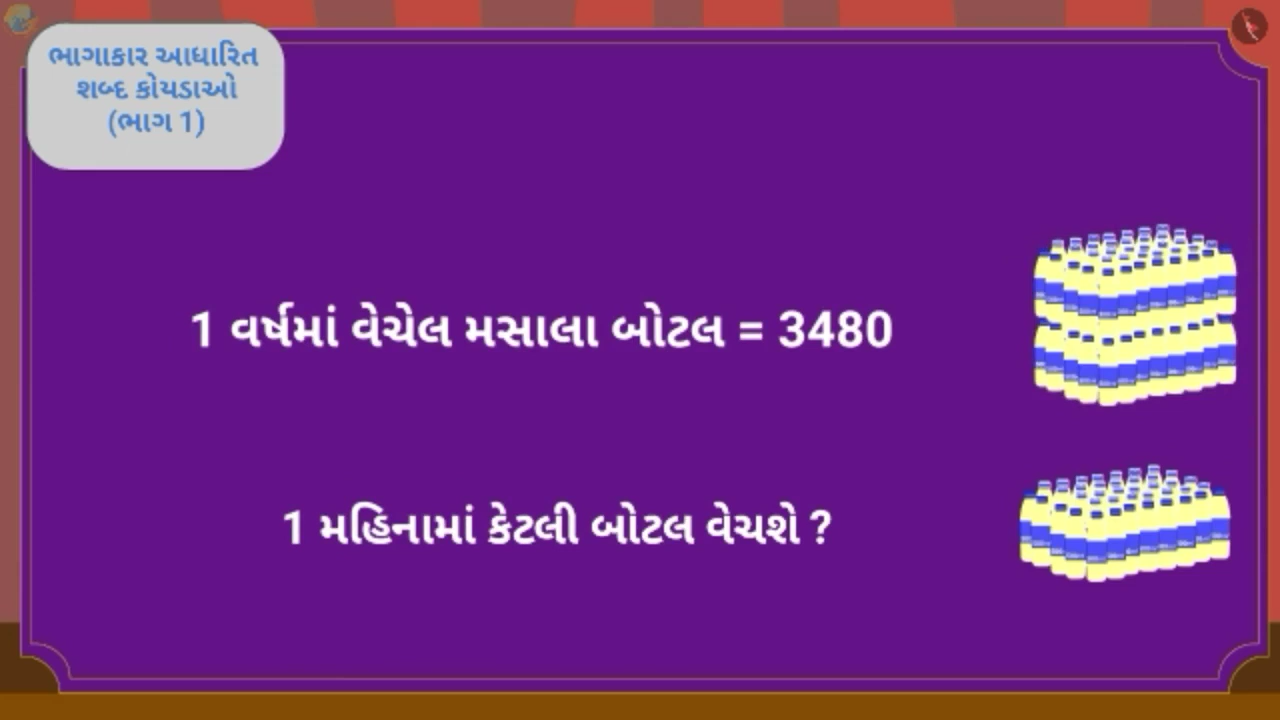 ભાગાકાર આધારિત
શબ્દ કોયડાઓ
(ભાગ 1)
1 વર્ષમાં વેચેલ મસાલા બોટલ = 3480
1 મહિનામાં કેટલી બોટલ વેચશે ?